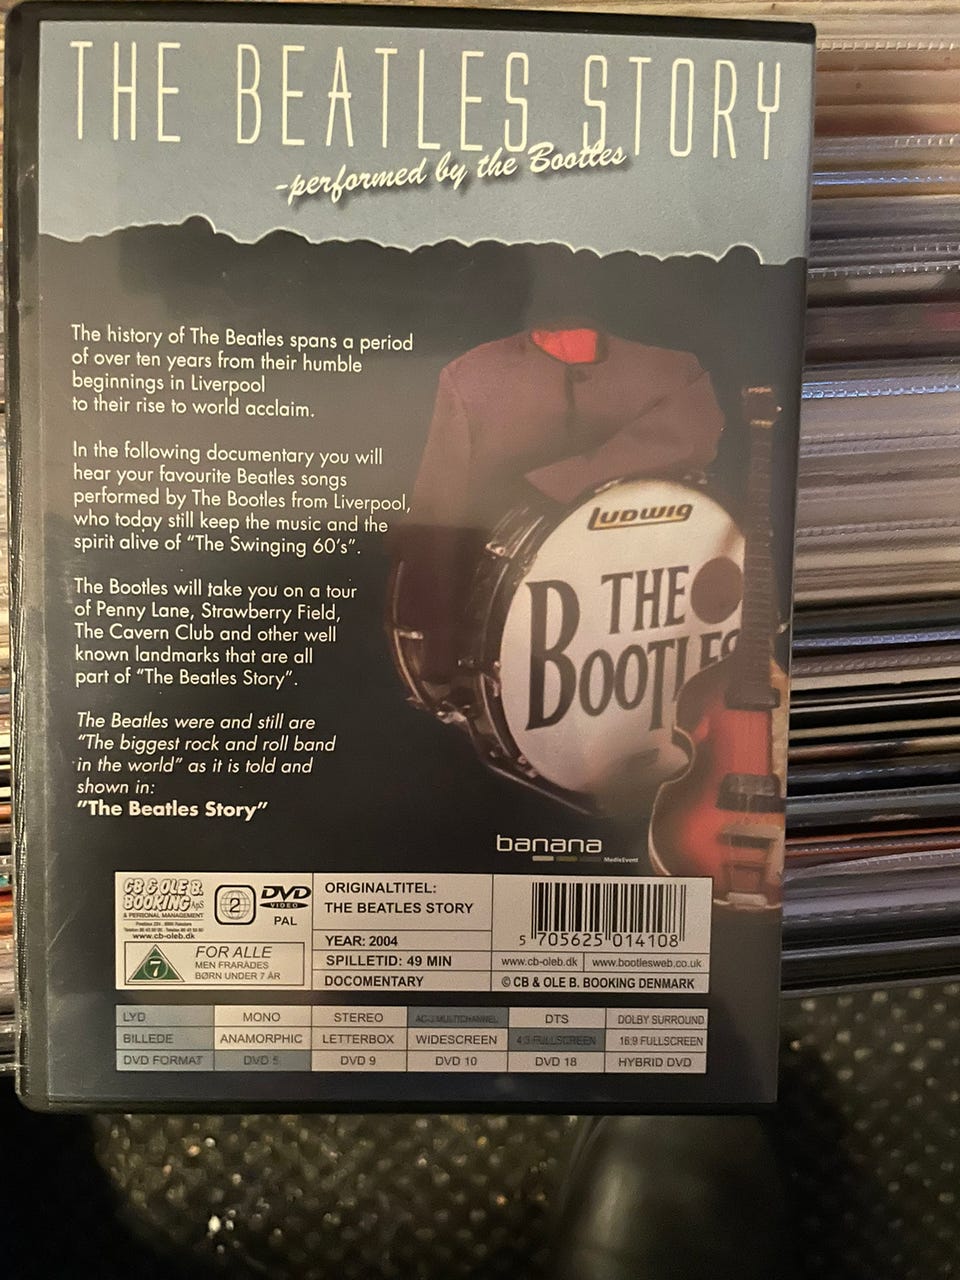 THE BEATLES STORY
-performed by the Bootles
The history of The Beatles spans a period
of over ten years from their humble
beginnings in Liverpool
to their rise to world acclaim.
In the following documentary you will
hear your favourite Beatles songs
performed by The Bootles from Liverpool,
who today still keep the music and the
spirit alive of "The Swinging 60's".
The Bootles will take you on a tour
of Penny Lane, Strawberry Field,
The Cavern Club and other well
known landmarks that are all
part of "The Beatles Story".
The Beatles were and still are
"The biggest rock and roll band
in the world" as it is told and
shown in:
"The Beatles Story"
LUDWIG
THE
BOOTLES
banana
MedieEvent
CB & OLE B.
BOOKING ApS
& PERSONAL MANAGEMENT
www.cb-oleb.dk
2
DVD
VIDEO
PAL
7
FOR ALLE
MEN FRARÅDES
BØRN UNDER 7 ÅR
ORIGINALTITEL:
THE BEATLES STORY
YEAR: 2004
SPILLETID: 49 MIN
DOCUMENTARY
5 705625 014108
www.cb-oleb.dk www.bootlesweb.co.uk
© CB & OLE B. BOOKING DENMARK
LYD MONO STEREO AC-3 MULTICHANNEL DTS DOLBY SURROUND
BILLEDE ANAMORPHIC LETTERBOX WIDESCREEN 4:3 FULLSCREEN 16:9 FULLSCREEN
DVD FORMAT DVD 5 DVD 9 DVD 10 DVD 18 HYBRID DVD